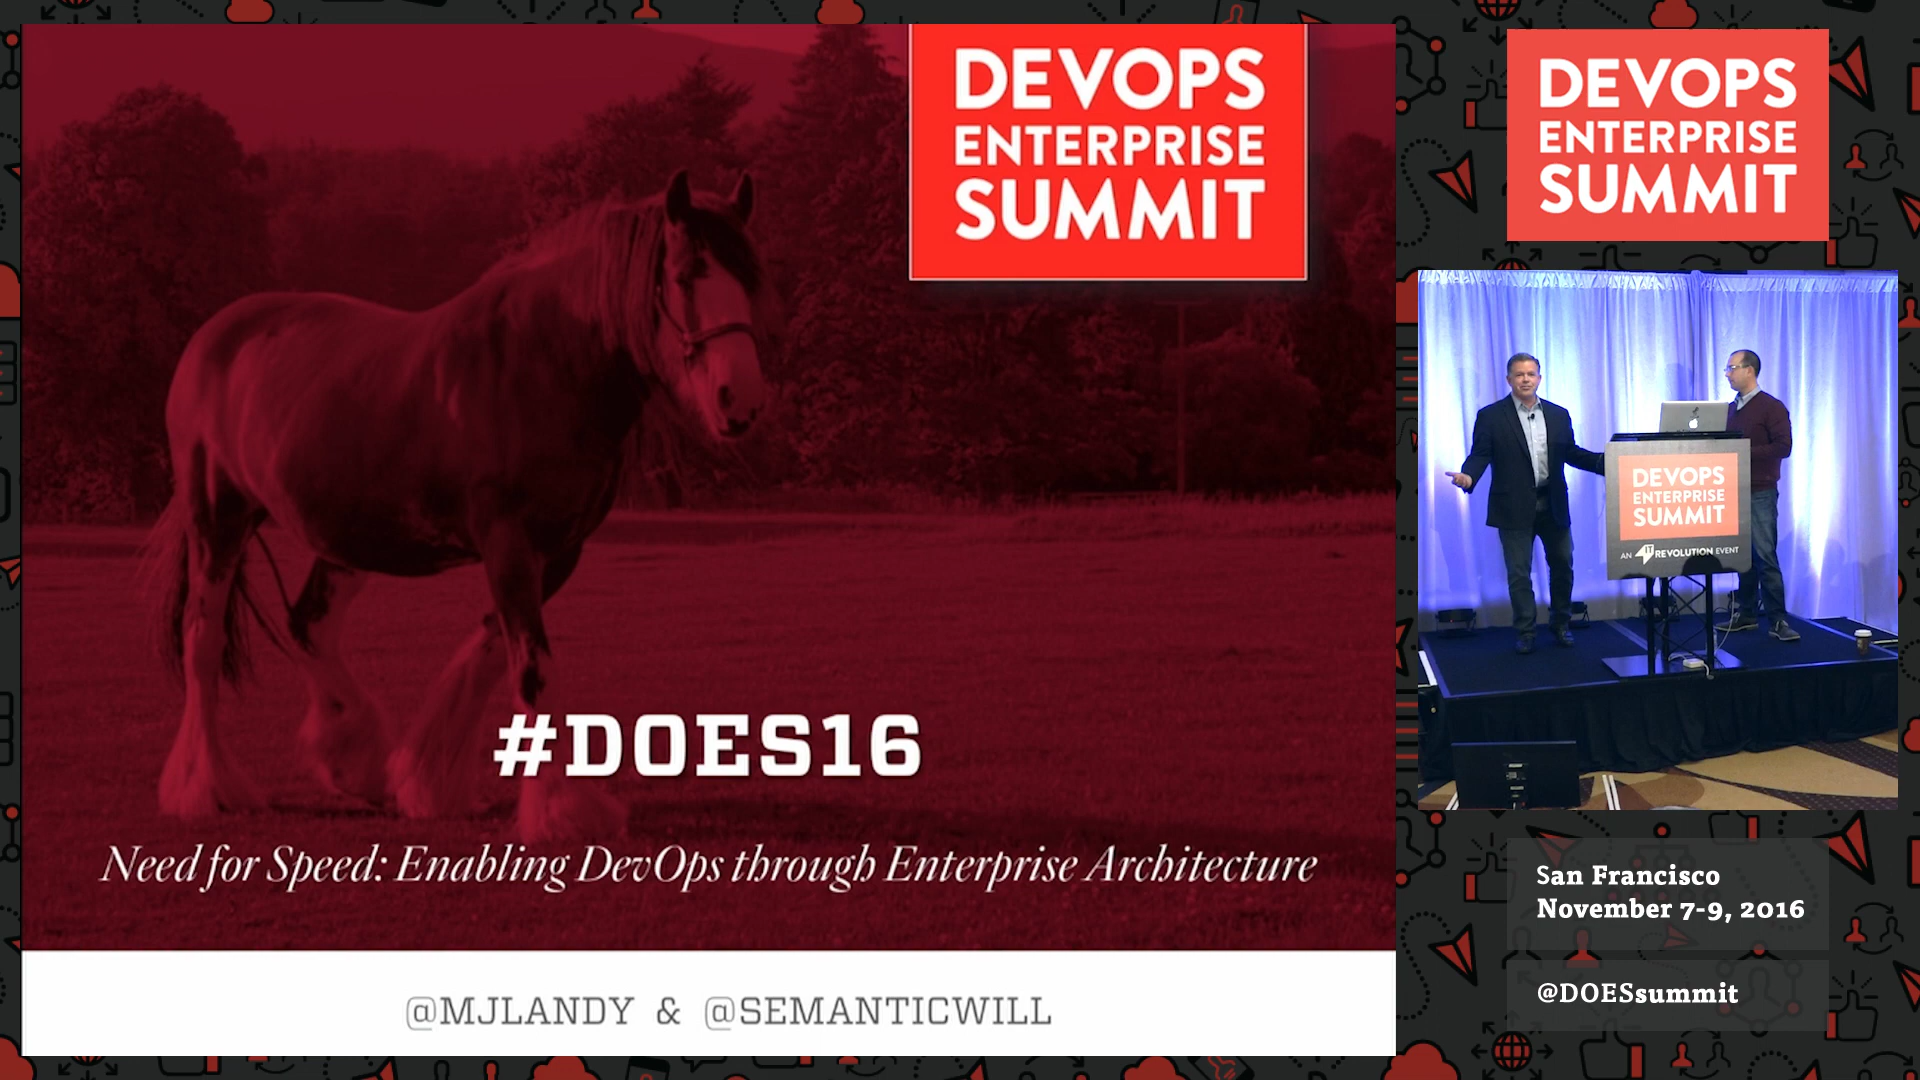 DEVOPS
ENTERPRISE
SUMMIT
#DOES16
Need for Speed: Enabling DevOps through Enterprise Architecture
@MJLANDY & @SEMANTICWILL
DEVOPS
ENTERPRISE
SUMMIT
DEVOPS
ENTERPRISE
SUMMIT
AN IT REVOLUTION EVENT
San Francisco
November 7-9, 2016
@DOESsummit